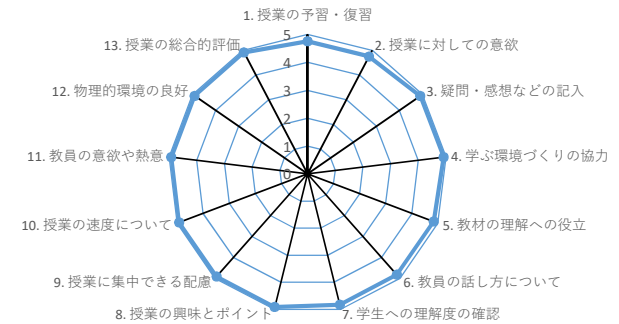 1. 授業の予習・復習
2. 授業に対しての意欲
3. 疑問・感想などの記入
4. 学ぶ環境づくりの協力
5. 教材の理解への役立
6. 教員の話し方について
7. 学生への理解度の確認
8. 授業の興味とポイント
9. 授業に集中できる配慮
10. 授業の速度について
11. 教員の意欲や熱意
12. 物理的環境の良好
13. 授業の総合的評価
5
4
3
2
1
0